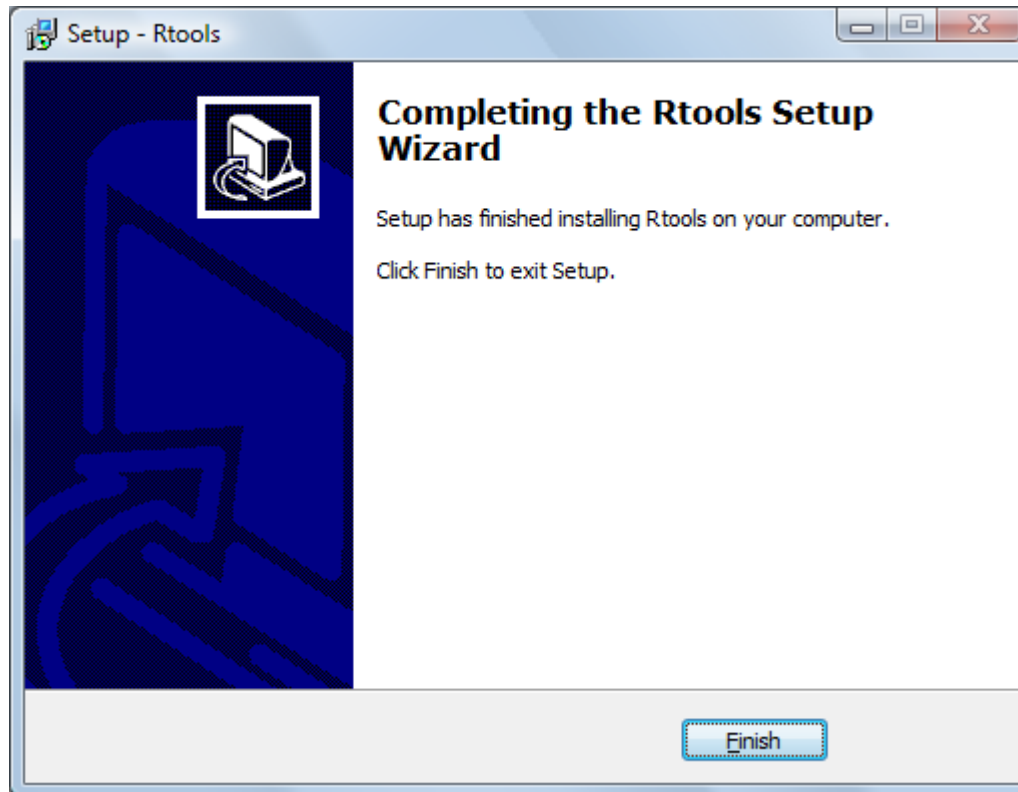 Setup - Rtools
Completing the Rtools Setup
Wizard
Setup has finished installing Rtools on your computer.
Click Finish to exit Setup.
Finish